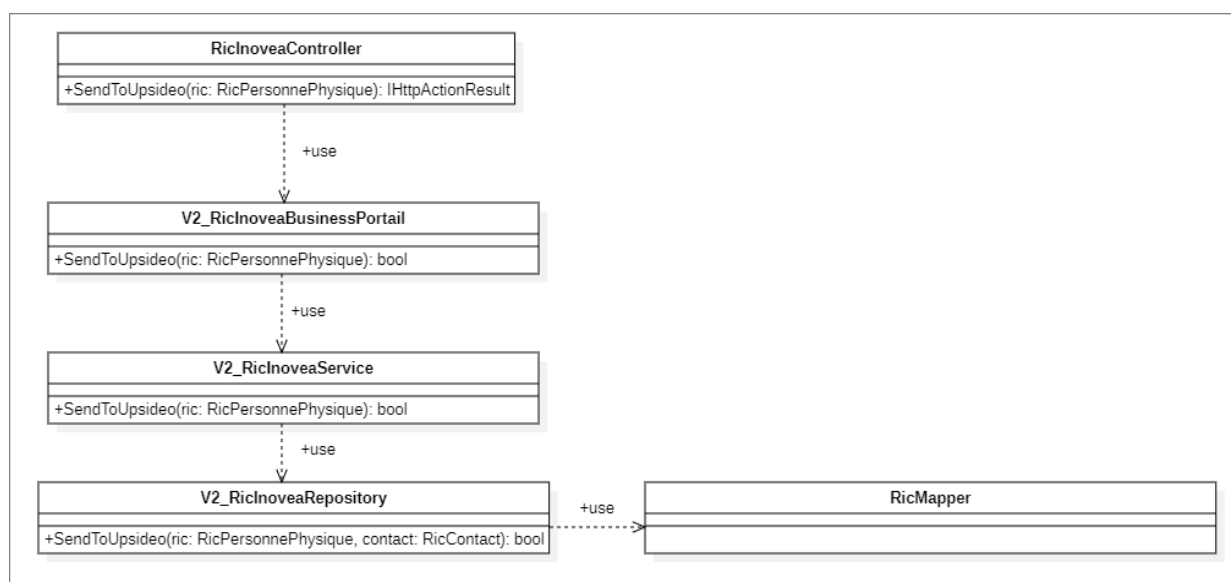 RicInoveaController
+SendToUpsideo(ric: RicPersonnePhysique): IHttpActionResult
+use
V2_RicInoveaBusinessPortail
+SendToUpsideo(ric: RicPersonnePhysique): bool
+use
V2_RicInoveaService
+SendToUpsideo(ric: RicPersonnePhysique): bool
+use
V2_RicInoveaRepository
+SendToUpsideo(ric: RicPersonnePhysique, contact: RicContact): bool
+use
RicMapper